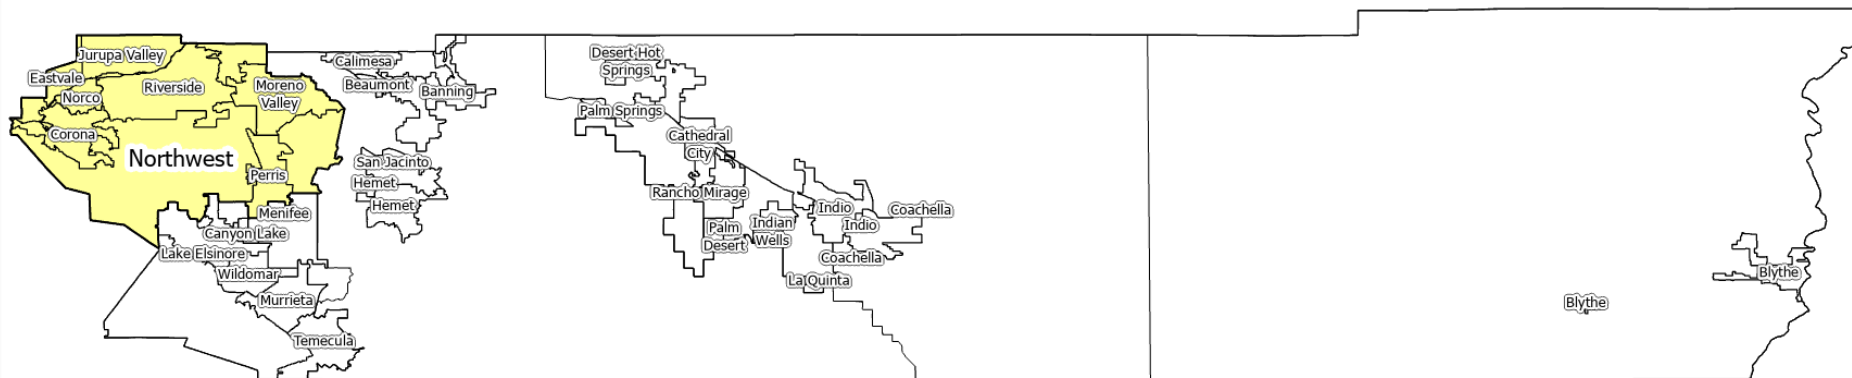 Jurupa Valley
Eastvale
Norco
Riverside
Moreno
Valley
Corona
Northwest
Perris
Menifee
Canyon Lake
Lake Elsinore
Wildomar
Murrieta
Temecula
Calimesa
Beaumont
Banning
San Jacinto
Hemet
Hemet
Desert Hot
Springs
Palm Springs
Cathedral
City
Rancho Mirage
Palm
Desert
Indian
Wells
Indio
Indio
Coachella
Coachella
La Quinta
Blythe
Blythe